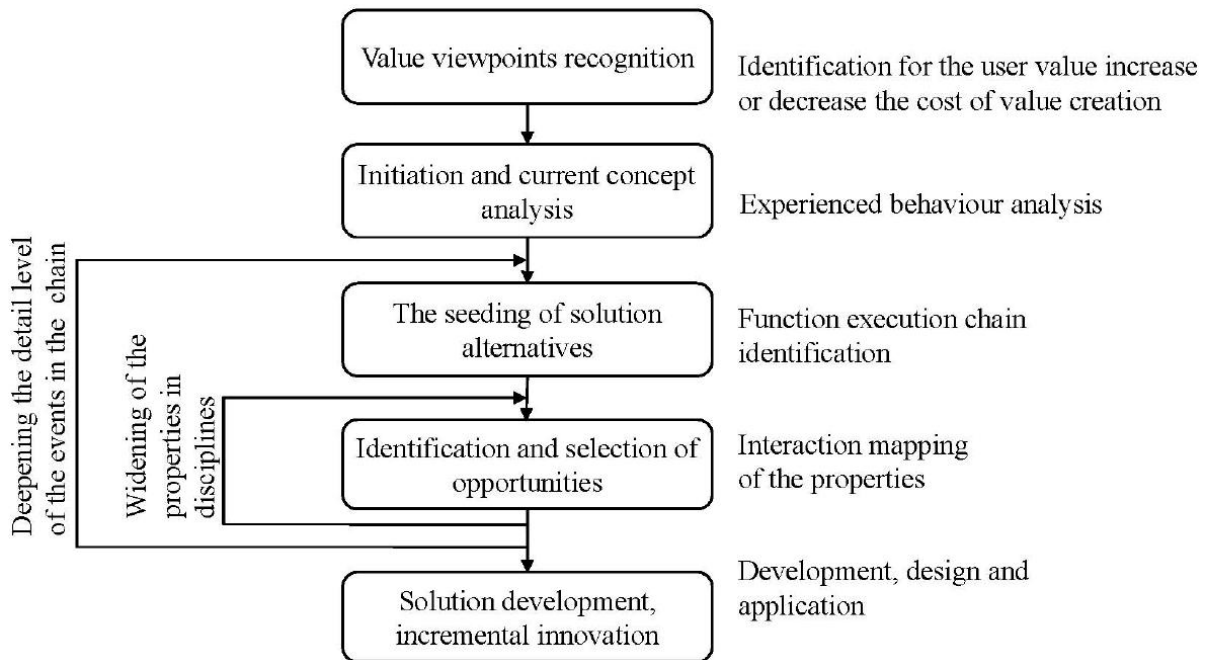 Value viewpoints recognition
Identification for the user value increase
or decrease the cost of value creation
Initiation and current concept
analysis
Experienced behaviour analysis
Deepening the detail level
of the events in the chain
Widening of the
properties in
disciplines
The seeding of solution
alternatives
Function execution chain
identification
Identification and selection of
opportunities
Interaction mapping
of the properties
Solution development,
incremental innovation
Development, design and
application